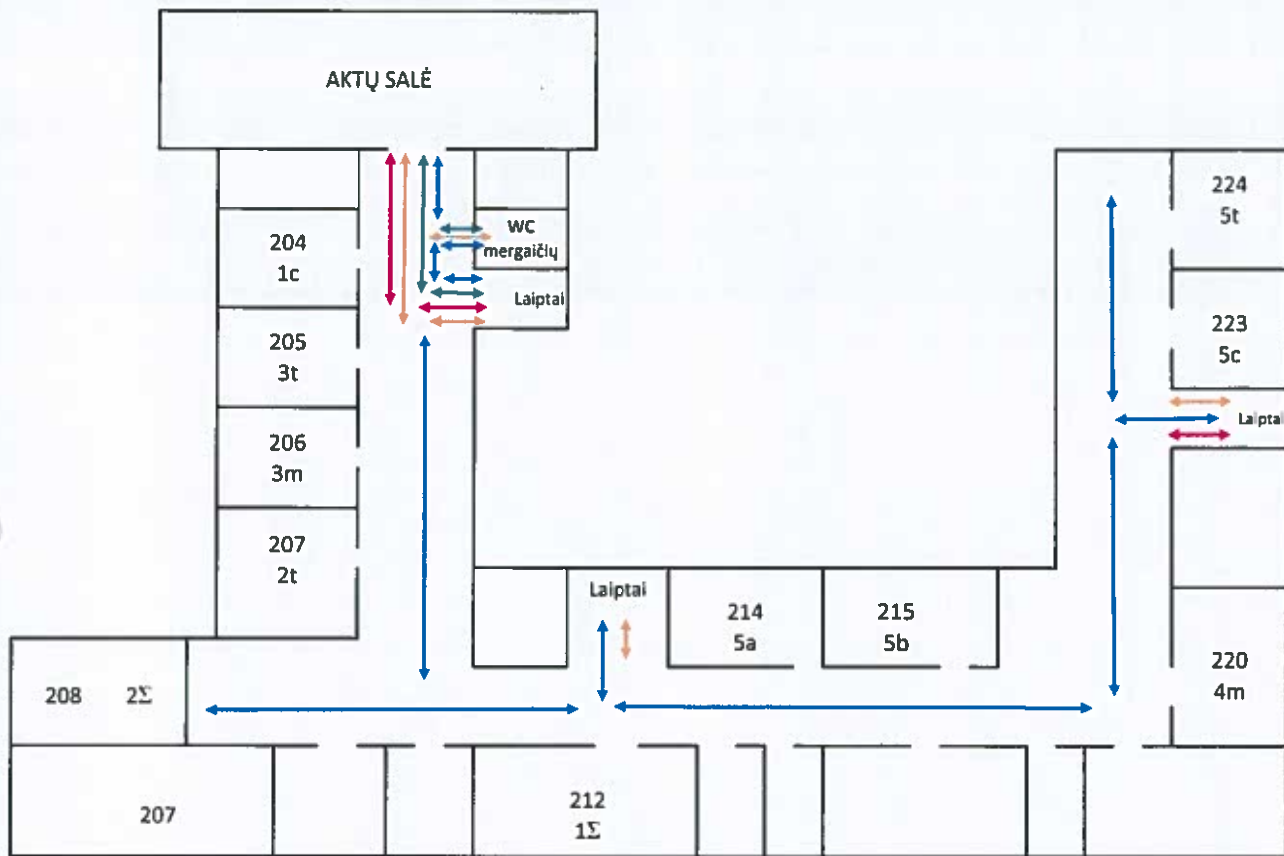 AKTŲ SALĖ
204
1c
WC
mergaičių
Laiptai
205
3t
206
3m
207
2t
208 2Σ
207
Laiptai
212
1Σ
214
5a
215
5b
224
5t
223
5c
Laiptai
220
4m